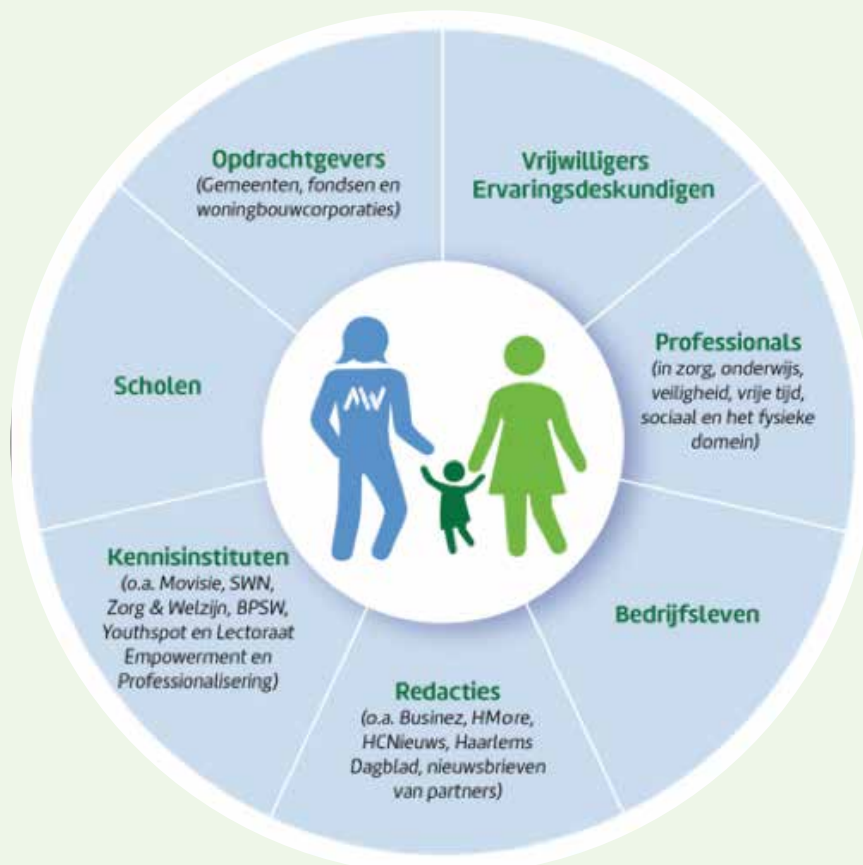 Opdrachtgevers
(Gemeenten, fondsen en
woningbouwcorporaties)
Vrijwilligers
Ervaringsdeskundigen
Professionals
(in zorg, onderwijs,
veiligheid, vrije tijd,
sociaal en het fysieke
domein)
Bedrijfsleven
Redacties
(o.a. Businez, HMore,
HCNieuws, Haarlems
Dagblad, nieuwsbrieven
van partners)
Kennisinstituten
(o.a. Movisie, SWN,
Zorg & Welzijn, BPSW,
Youthspot en Lectoraat
Empowerment en
Professionalisering)
Scholen
MW